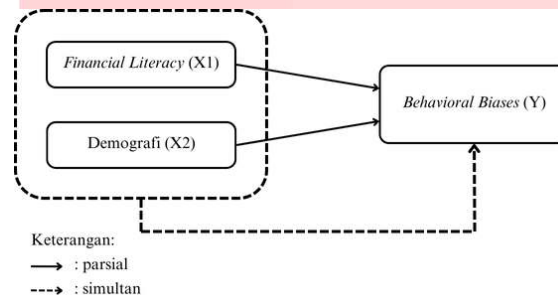 Financial Literacy (X1)
Behavioral Biases (Y)
Demografi (X2)
Keterangan:
: parsial
: simultan